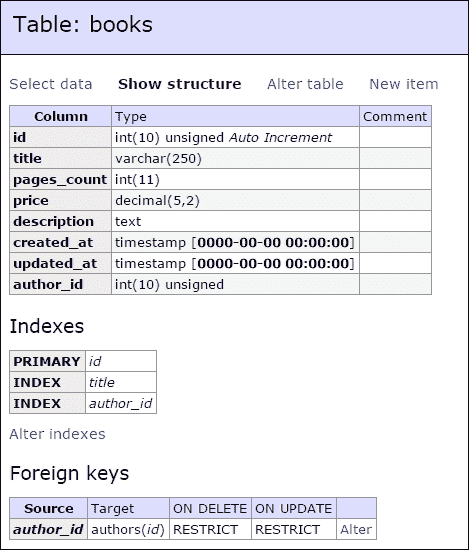 Table: books
Select data Show structure Alter table New item
Column Type Comment
id int(10) unsigned Auto Increment
title varchar(250)
pages_count int(11)
price decimal(5,2)
description text
created_at timestamp [0000-00-00 00:00:00]
updated_at timestamp [0000-00-00 00:00:00]
author_id int(10) unsigned
Indexes
PRIMARY id
INDEX title
INDEX author_id
Alter indexes
Foreign keys
Source Target ON DELETE ON UPDATE
author_id authors(id) RESTRICT RESTRICT Alter